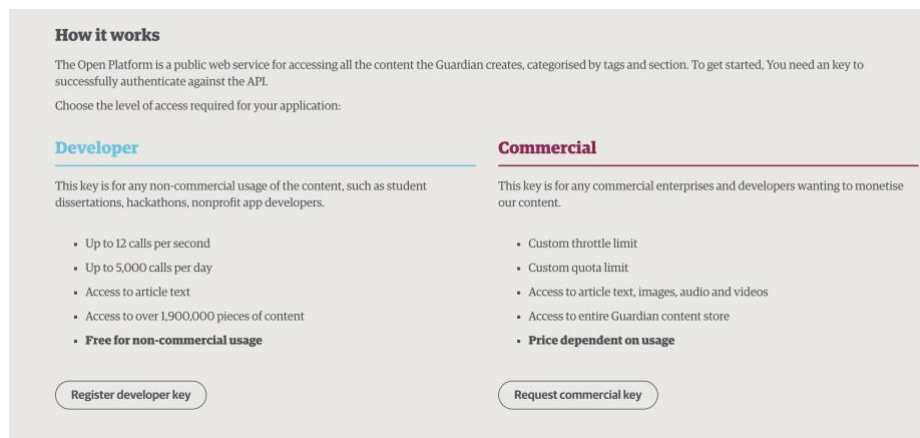 How it works
The Open Platform is a public web service for accessing all the content the Guardian creates, categorised by tags and section. To get started, You need an key to
successfully authenticate against the API.
Choose the level of access required for your application:
Developer
This key is for any non-commercial usage of the content, such as student
dissertations, hackathons, nonprofit app developers.
• Up to 12 calls per second
• Up to 5,000 calls per day
• Access to article text
• Access to over 1,900,000 pieces of content
• Free for non-commercial usage
Register developer key
Commercial
This key is for any commercial enterprises and developers wanting to monetise
our content.
• Custom throttle limit
• Custom quota limit
• Access to article text, images, audio and videos
• Access to entire Guardian content store
• Price dependent on usage
Request commercial key